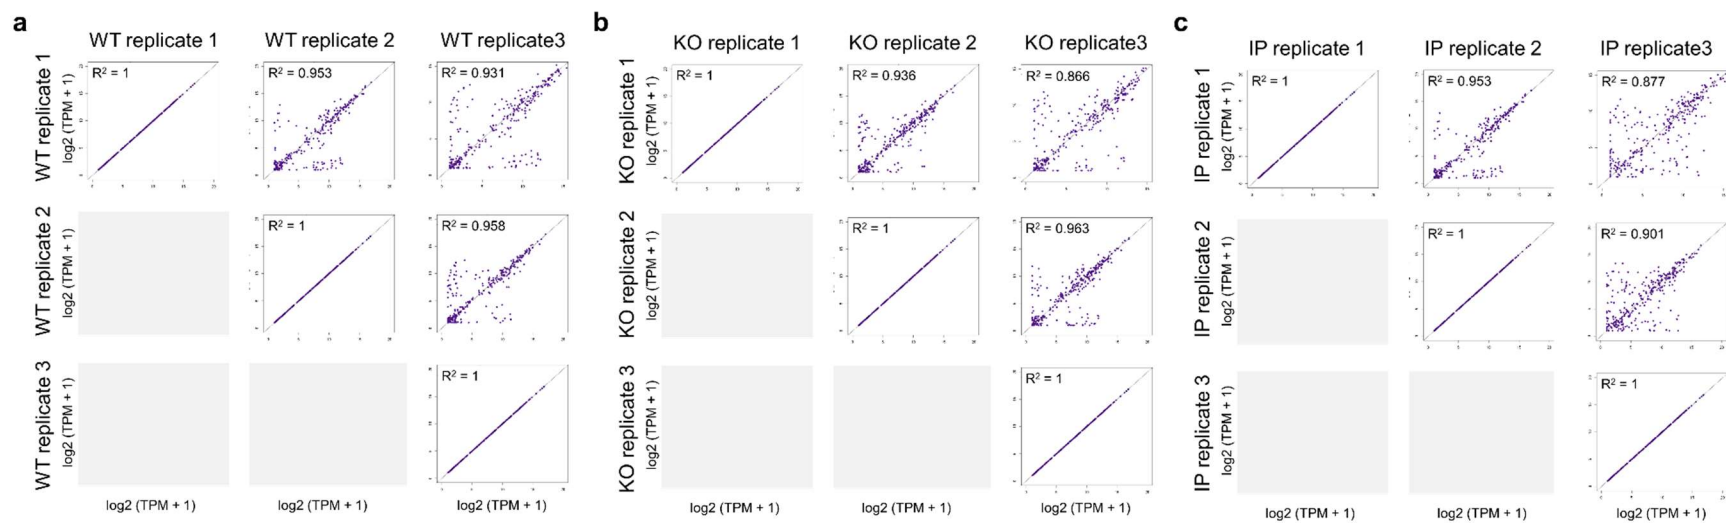 a
WT replicate 1
WT replicate 2
WT replicate3
WT replicate 1
log2 (TPM + 1)
R² = 1
R² = 0.953
R² = 0.931
WT replicate 2
log2 (TPM + 1)
R² = 1
R² = 0.958
WT replicate 3
log2 (TPM + 1)
R² = 1
log2 (TPM + 1)
log2 (TPM + 1)
log2 (TPM + 1)
b
KO replicate 1
KO replicate 2
KO replicate3
KO replicate 1
log2 (TPM + 1)
R² = 1
R² = 0.936
R² = 0.866
KO replicate 2
log2 (TPM + 1)
R² = 1
R² = 0.963
KO replicate 3
log2 (TPM + 1)
R² = 1
log2 (TPM + 1)
log2 (TPM + 1)
log2 (TPM + 1)
c
IP replicate 1
IP replicate 2
IP replicate3
IP replicate 1
log2 (TPM + 1)
R² = 1
R² = 0.953
R² = 0.877
IP replicate 2
log2 (TPM + 1)
R² = 1
R² = 0.901
IP replicate 3
log2 (TPM + 1)
R² = 1
log2 (TPM + 1)
log2 (TPM + 1)
log2 (TPM + 1)